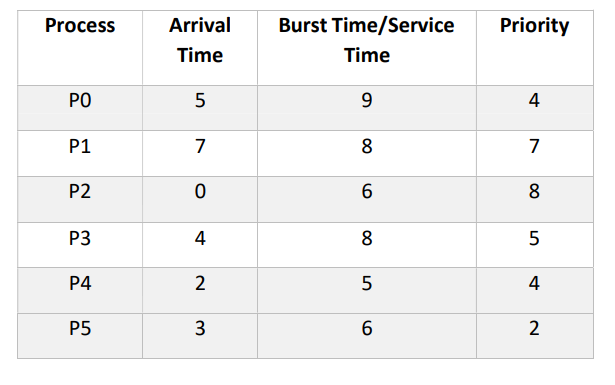 Process Arrival Time Burst Time/Service Time Priority
P0 5 9 4
P1 7 8 7
P2 0 6 8
P3 4 8 5
P4 2 5 4
P5 3 6 2